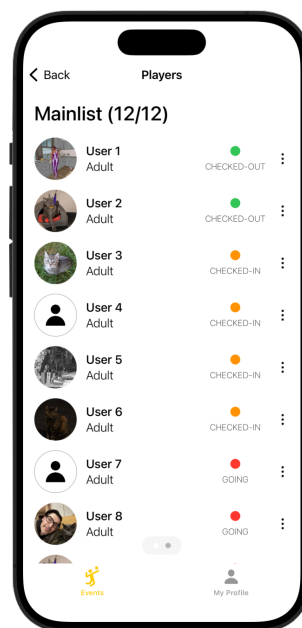 Back
Players
Mainlist (12/12)
User 1
Adult
CHECKED-OUT
User 2
Adult
CHECKED-OUT
User 3
Adult
CHECKED-IN
User 4
Adult
CHECKED-IN
User 5
Adult
CHECKED-IN
User 6
Adult
CHECKED-IN
User 7
Adult
GOING
User 8
Adult
GOING
Events
My Profile